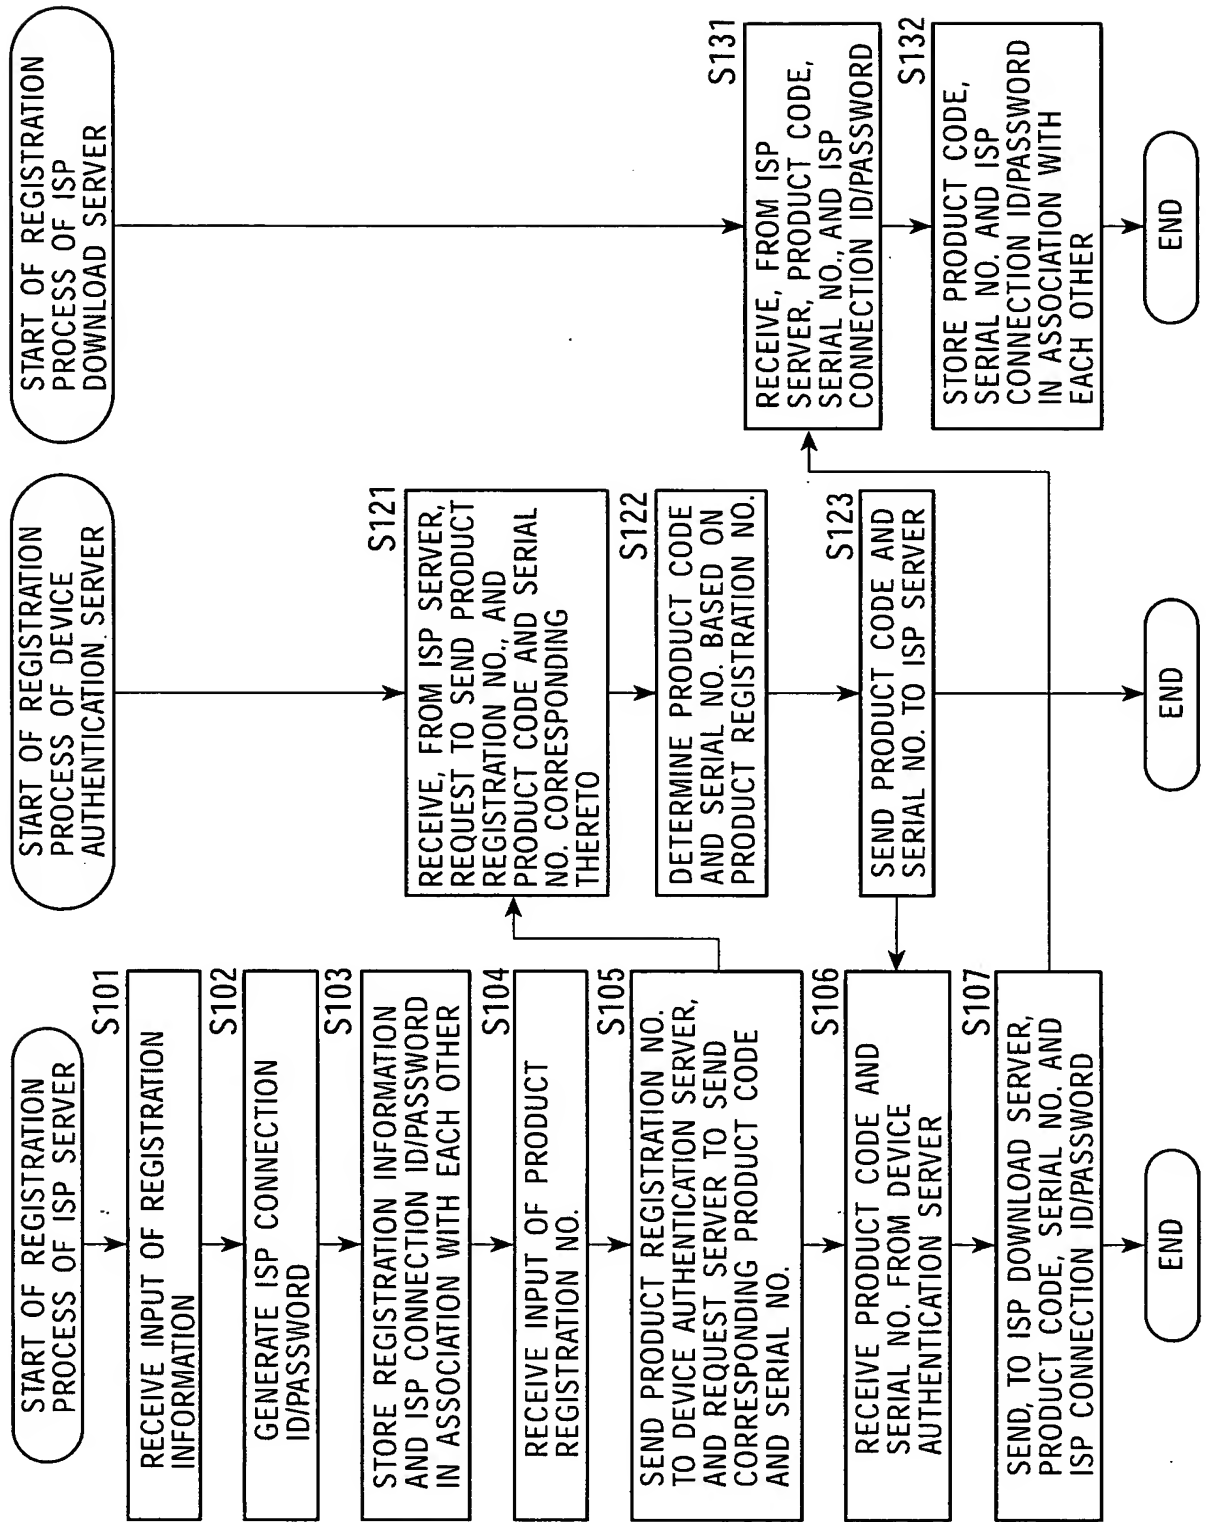 START OF REGISTRATION
PROCESS OF ISP SERVER
S101
RECEIVE INPUT OF REGISTRATION
INFORMATION
S102
GENERATE ISP CONNECTION
ID/PASSWORD
S103
STORE REGISTRATION INFORMATION
AND ISP CONNECTION ID/PASSWORD
IN ASSOCIATION WITH EACH OTHER
S104
RECEIVE INPUT OF PRODUCT
REGISTRATION NO.
S105
SEND PRODUCT REGISTRATION NO.
TO DEVICE AUTHENTICATION SERVER,
AND REQUEST SERVER TO SEND
CORRESPONDING PRODUCT CODE
AND SERIAL NO.
S106
RECEIVE PRODUCT CODE AND
SERIAL NO. FROM DEVICE
AUTHENTICATION SERVER
S107
SEND, TO ISP DOWNLOAD SERVER,
PRODUCT CODE, SERIAL NO. AND
ISP CONNECTION ID/PASSWORD
END
START OF REGISTRATION
PROCESS OF DEVICE
AUTHENTICATION SERVER
S121
RECEIVE, FROM ISP SERVER,
REQUEST TO SEND PRODUCT
REGISTRATION NO., AND
PRODUCT CODE AND SERIAL
NO. CORRESPONDING
THERETO
S122
DETERMINE PRODUCT CODE
AND SERIAL NO. BASED ON
PRODUCT REGISTRATION NO.
S123
SEND PRODUCT CODE AND
SERIAL NO. TO ISP SERVER
END
START OF REGISTRATION
PROCESS OF ISP
DOWNLOAD SERVER
S131
RECEIVE, FROM ISP
SERVER, PRODUCT CODE,
SERIAL NO., AND ISP
CONNECTION ID/PASSWORD
S132
STORE PRODUCT CODE,
SERIAL NO. AND ISP
CONNECTION ID/PASSWORD
IN ASSOCIATION WITH
EACH OTHER
END